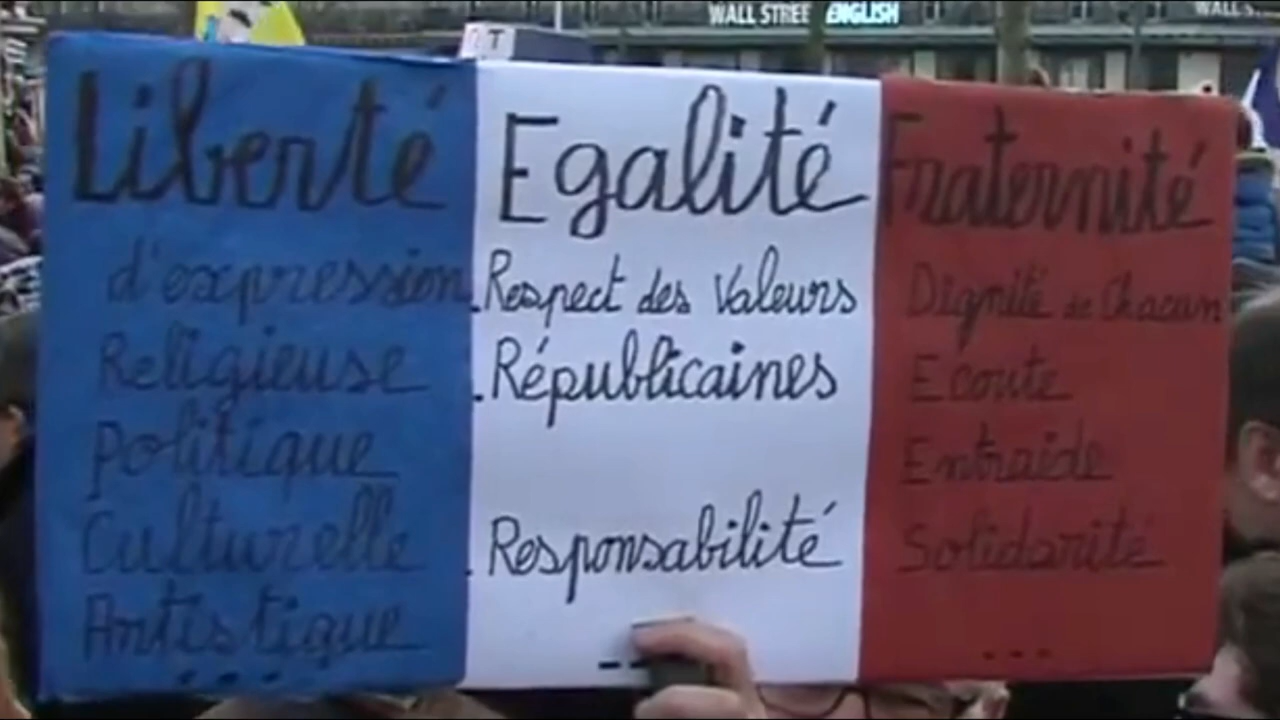 WALL STREET ENGLISH
WALL S
T
Liberté
d'expression
Religieuse
Politique
Culturelle
Artistique
...
Egalité
.Respect des Valeurs
.Républicaines
.Responsabilité
Fraternité
Dignité de Chacun
Ecoute
Entraide
Solidarité
...